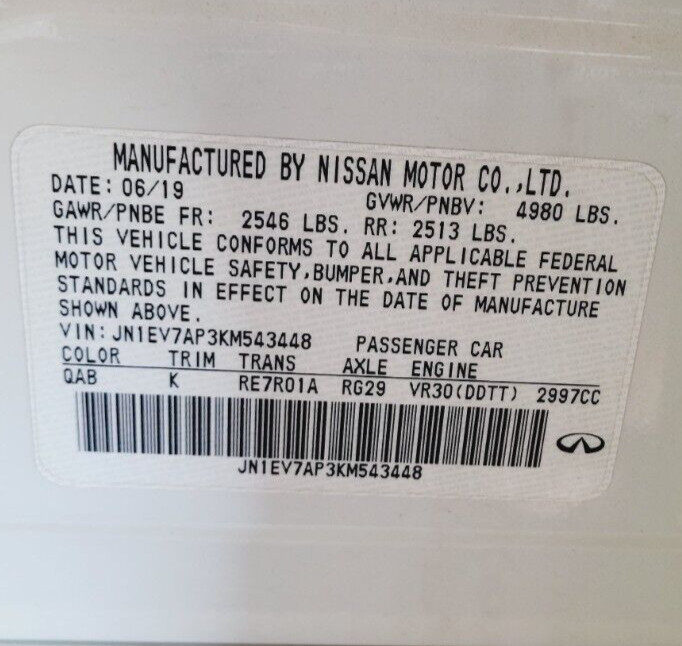 MANUFACTURED BY NISSAN MOTOR CO.,LTD.
DATE: 06/19 GVWR/PNBV: 4980 LBS.
GAWR/PNBE FR: 2546 LBS. RR: 2513 LBS.
THIS VEHICLE CONFORMS TO ALL APPLICABLE FEDERAL
MOTOR VEHICLE SAFETY,BUMPER,AND THEFT PREVENTION
STANDARDS IN EFFECT ON THE DATE OF MANUFACTURE
SHOWN ABOVE.
VIN: JN1EV7AP3KM543448 PASSENGER CAR
COLOR TRIM TRANS AXLE ENGINE
QAB K RE7R01A RG29 VR30(DDTT) 2997CC
JN1EV7AP3KM543448